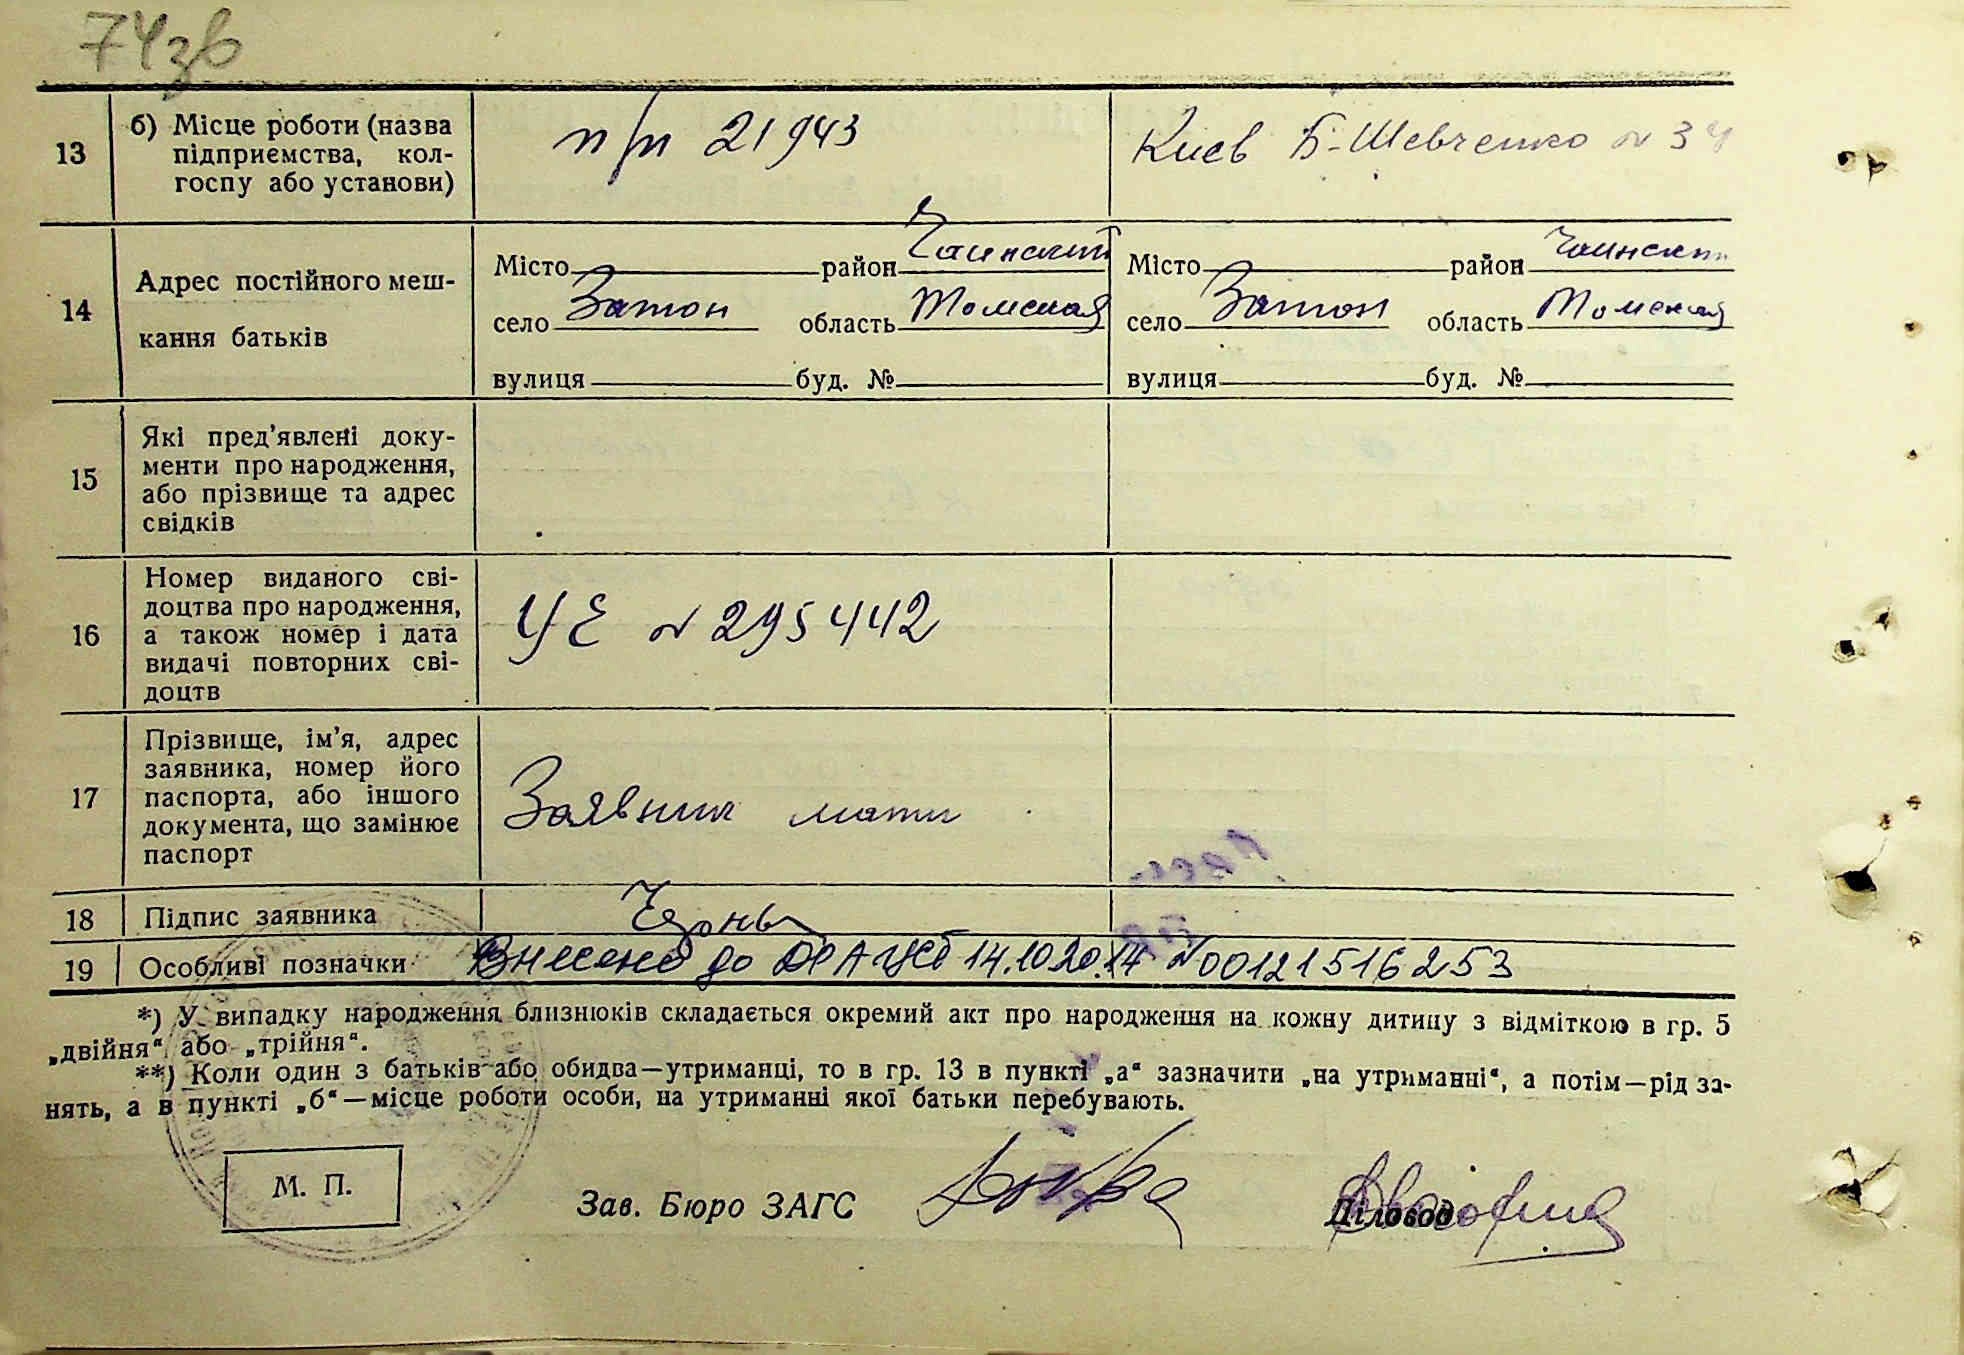 74зв
13
б) Місце роботи (назва
підприємства, кол-
госпу або установи)
п/п 21943
Киев Б-Шевченко № 34
14
Адрес постійного меш-
кання батьків
Місто район Чаинский
село Затон область Томская
вулиця буд. №
Місто район Чаинский
село Затон область Томская
вулиця буд. №
15
Які пред'явлені доку-
менти про народження,
або прізвище та адрес
свідків
16
Номер виданого сві-
доцтва про народження,
а також номер і дата
видачі повторних сві-
доцтв
УЕ № 295442
17
Прізвище, ім'я, адрес
заявника, номер його
паспорта, або іншого
документа, що замінює
паспорт
Заявник мати
18 Підпис заявника
19 Особливі позначки Внесено до ДРАЦСг 14.10.2014 №00121516253
*) У випадку народження близнюків складається окремий акт про народження на кожну дитину з відміткою в гр. 5
„двійня“ або „трійня“.
**) Коли один з батьків або обидва—утриманці, то в гр. 13 в пункті „а“ зазначити „на утриманні“, а потім—рід за-
нять, а в пункті „б“—місце роботи особи, на утриманні якої батьки перебувають.
М. П.
Зав. Бюро ЗАГС
Діловод